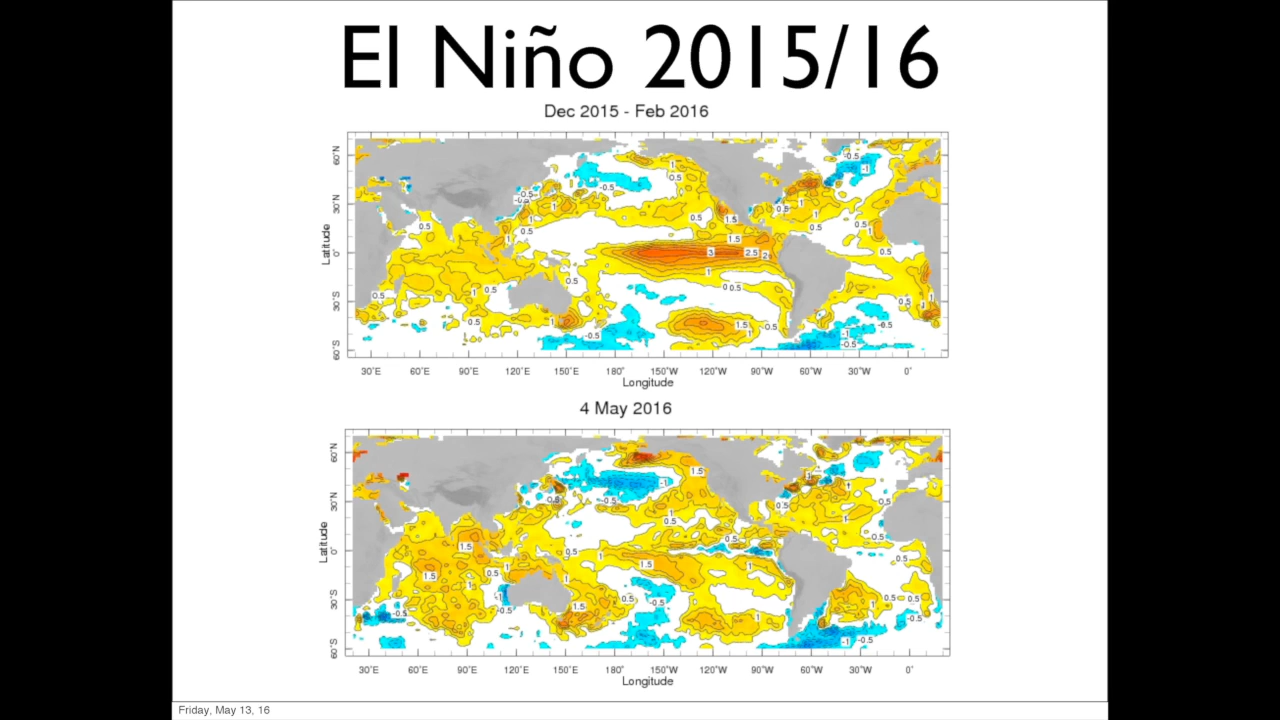 El Niño 2015/16
Dec 2015 - Feb 2016
Latitude
60°N
30°N
0°
30°S
60°S
30°E 60°E 90°E 120°E 150°E 180° 150°W 120°W 90°W 60°W 30°W 0°
Longitude
4 May 2016
Latitude
60°N
30°N
0°
30°S
60°S
30°E 60°E 90°E 120°E 150°E 180° 150°W 120°W 90°W 60°W 30°W 0°
Longitude
Friday, May 13, 16